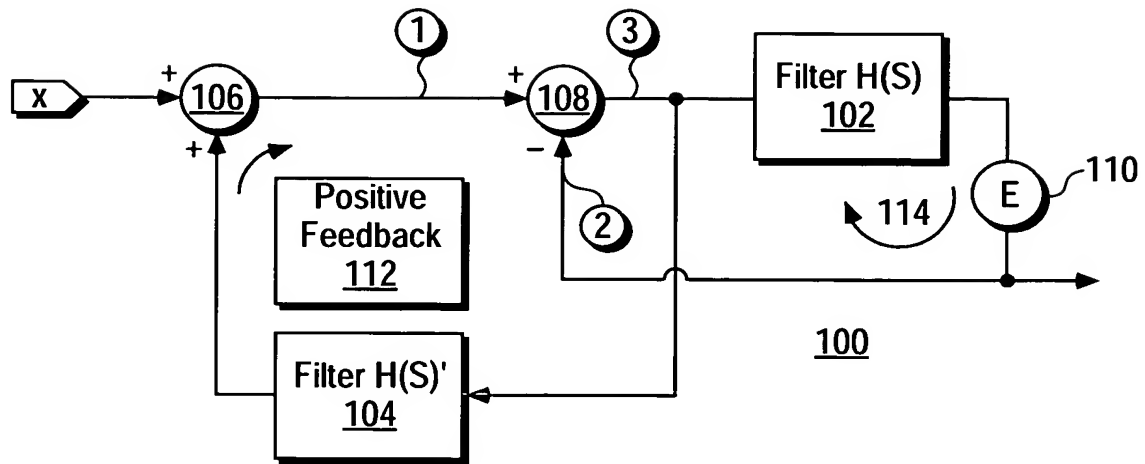 1
3
X
+
106
+
108
Filter H(S)
102
+
−
Positive
Feedback
112
2
114
E
110
Filter H(S)'
104
100